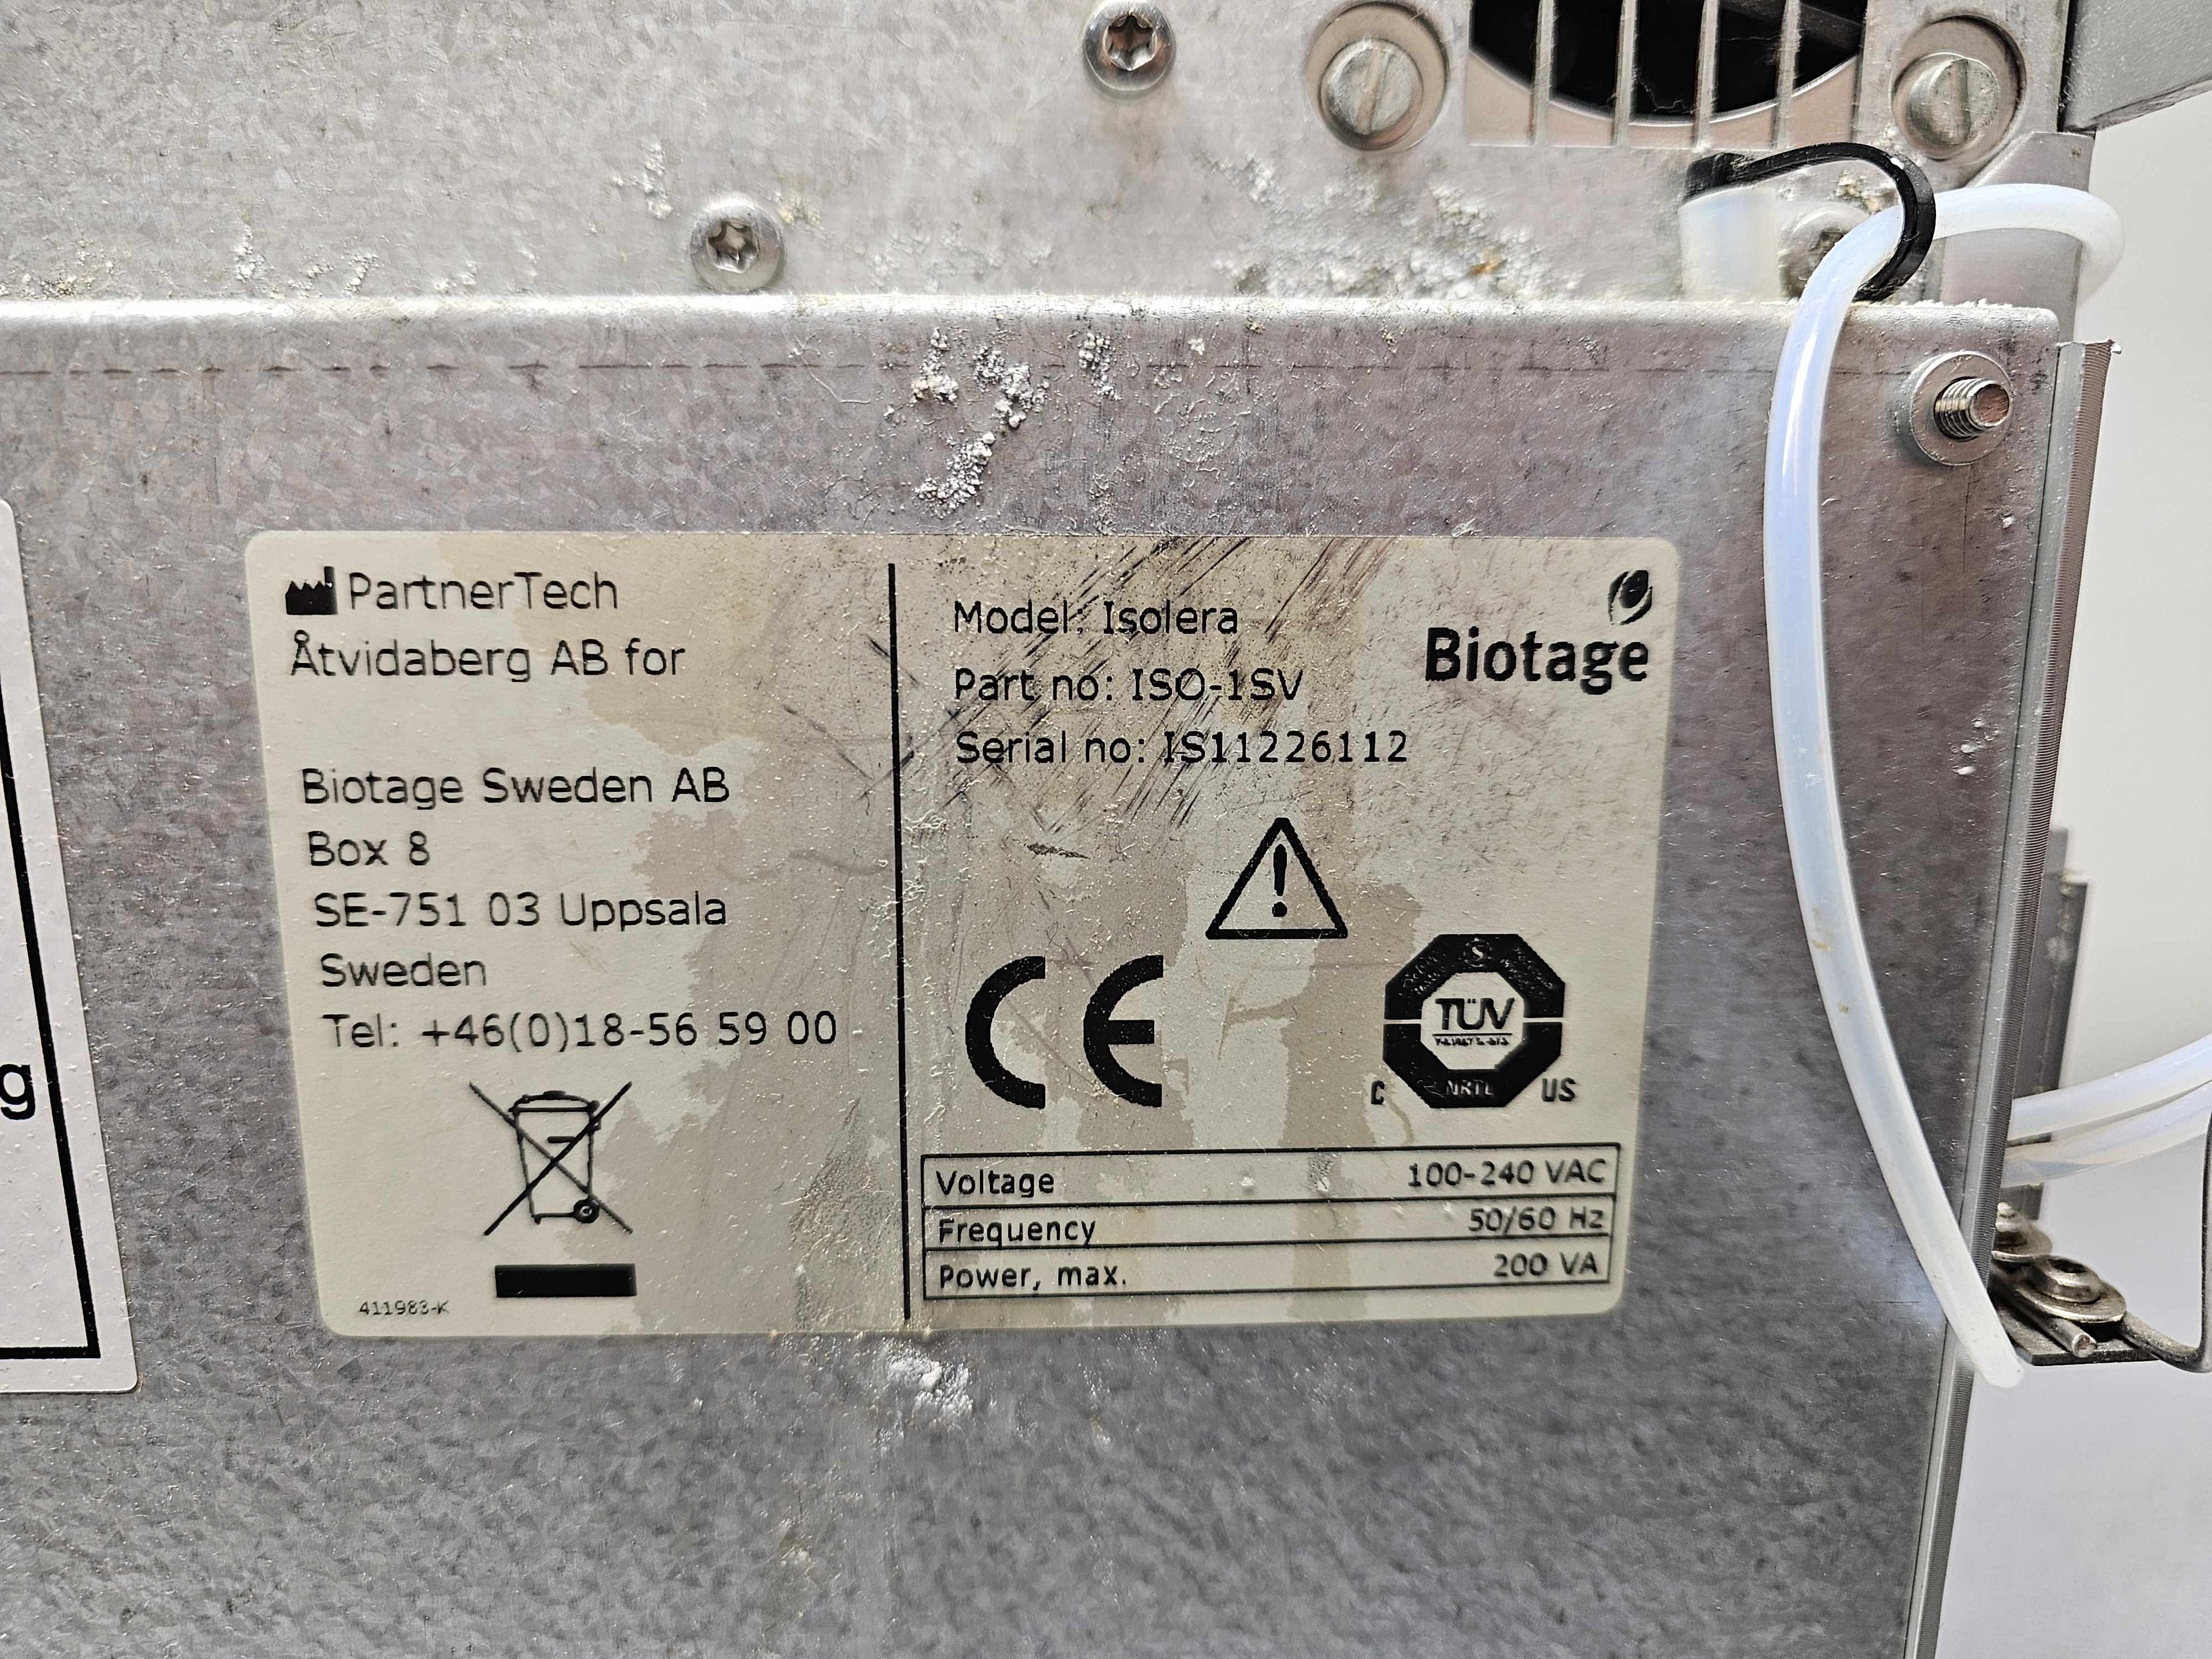 PartnerTech
Åtvidaberg AB for
Biotage Sweden AB
Box 8
SE-751 03 Uppsala
Sweden
Tel: +46(0)18-56 59 00
411983-K
Model: Isolera
Part no: ISO-1SV
Serial no: IS11226112
Biotage
CE
S
TÜV
NRTL
C US
Voltage 100-240 VAC
Frequency 50/60 Hz
Power, max. 200 VA
g